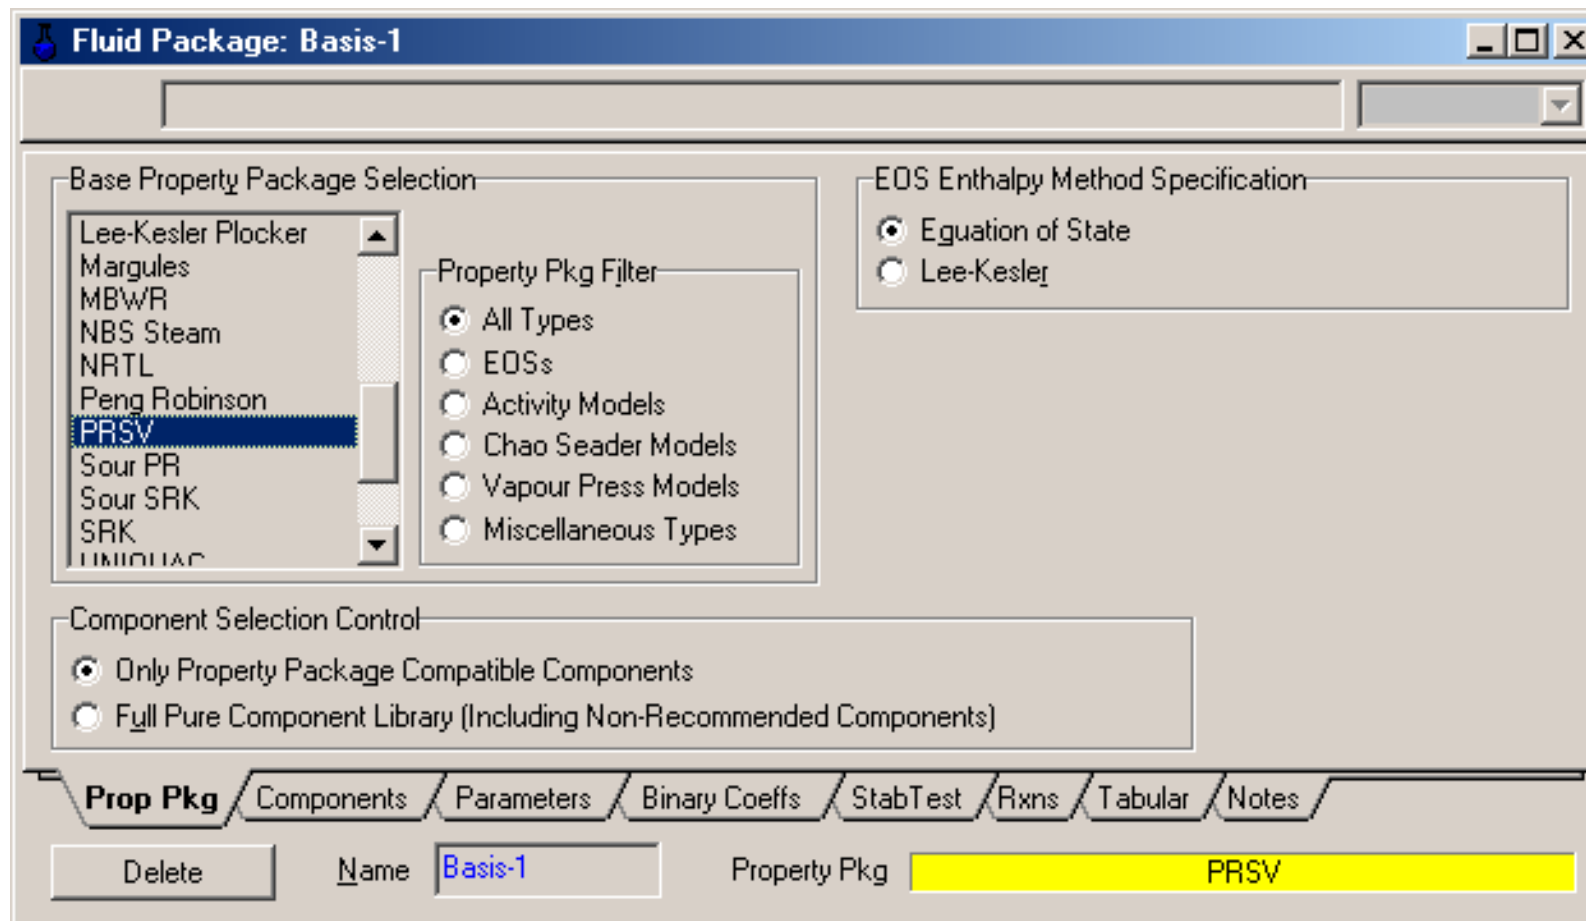 Fluid Package: Basis-1
Base Property Package Selection
Lee-Kesler Plocker
Margules
MBWR
NBS Steam
NRTL
Peng Robinson
PRSV
Sour PR
Sour SRK
SRK
UNIQUAC
Property Pkg Filter
All Types
EOSs
Activity Models
Chao Seader Models
Vapour Press Models
Miscellaneous Types
EOS Enthalpy Method Specification
Equation of State
Lee-Kesler
Component Selection Control
Only Property Package Compatible Components
Full Pure Component Library (Including Non-Recommended Components)
Prop Pkg Components Parameters Binary Coeffs StabTest Rxns Tabular Notes
Delete Name Basis-1 Property Pkg PRSV